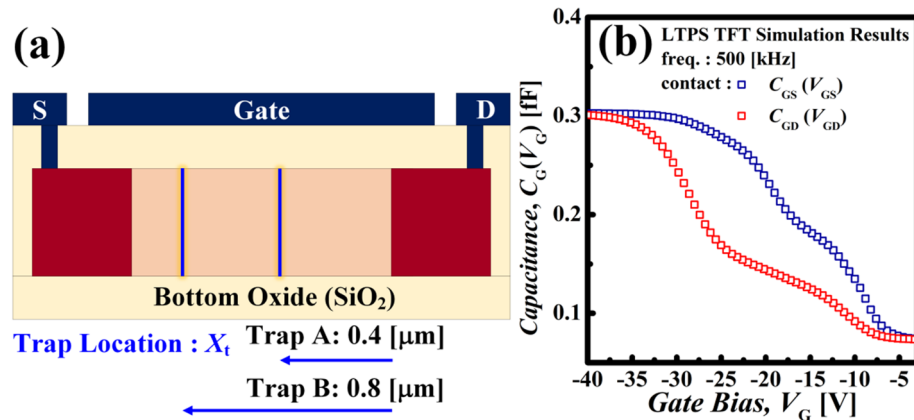 (a)
S
Gate
D
Bottom Oxide (SiO₂)
Trap Location : Xₜ
Trap A: 0.4 [μm]
Trap B: 0.8 [μm]
(b)
LTPS TFT Simulation Results
freq. : 500 [kHz]
contact :
C_GS (V_GS)
C_GD (V_GD)
Capacitance, C_G(V_G) [fF]
0.4
0.3
0.2
0.1
-40 -35 -30 -25 -20 -15 -10 -5
Gate Bias, V_G [V]